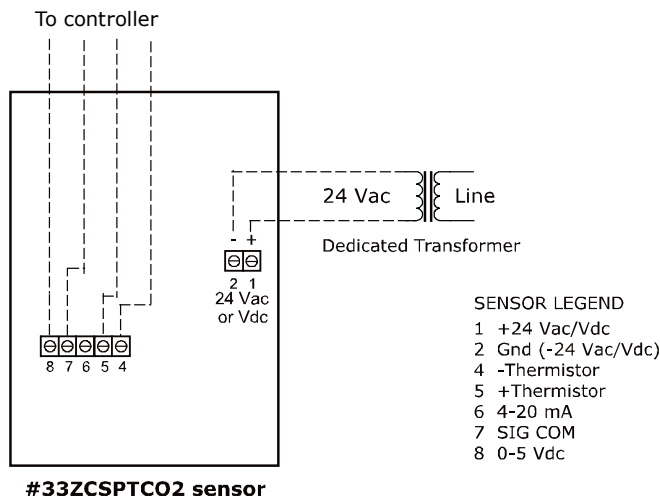 To controller
24 Vac
Line
Dedicated Transformer
- +
2 1
24 Vac
or Vdc
8 7 6 5 4
SENSOR LEGEND
1 +24 Vac/Vdc
2 Gnd (-24 Vac/Vdc)
4 -Thermistor
5 +Thermistor
6 4-20 mA
7 SIG COM
8 0-5 Vdc
#33ZCSPTCO2 sensor